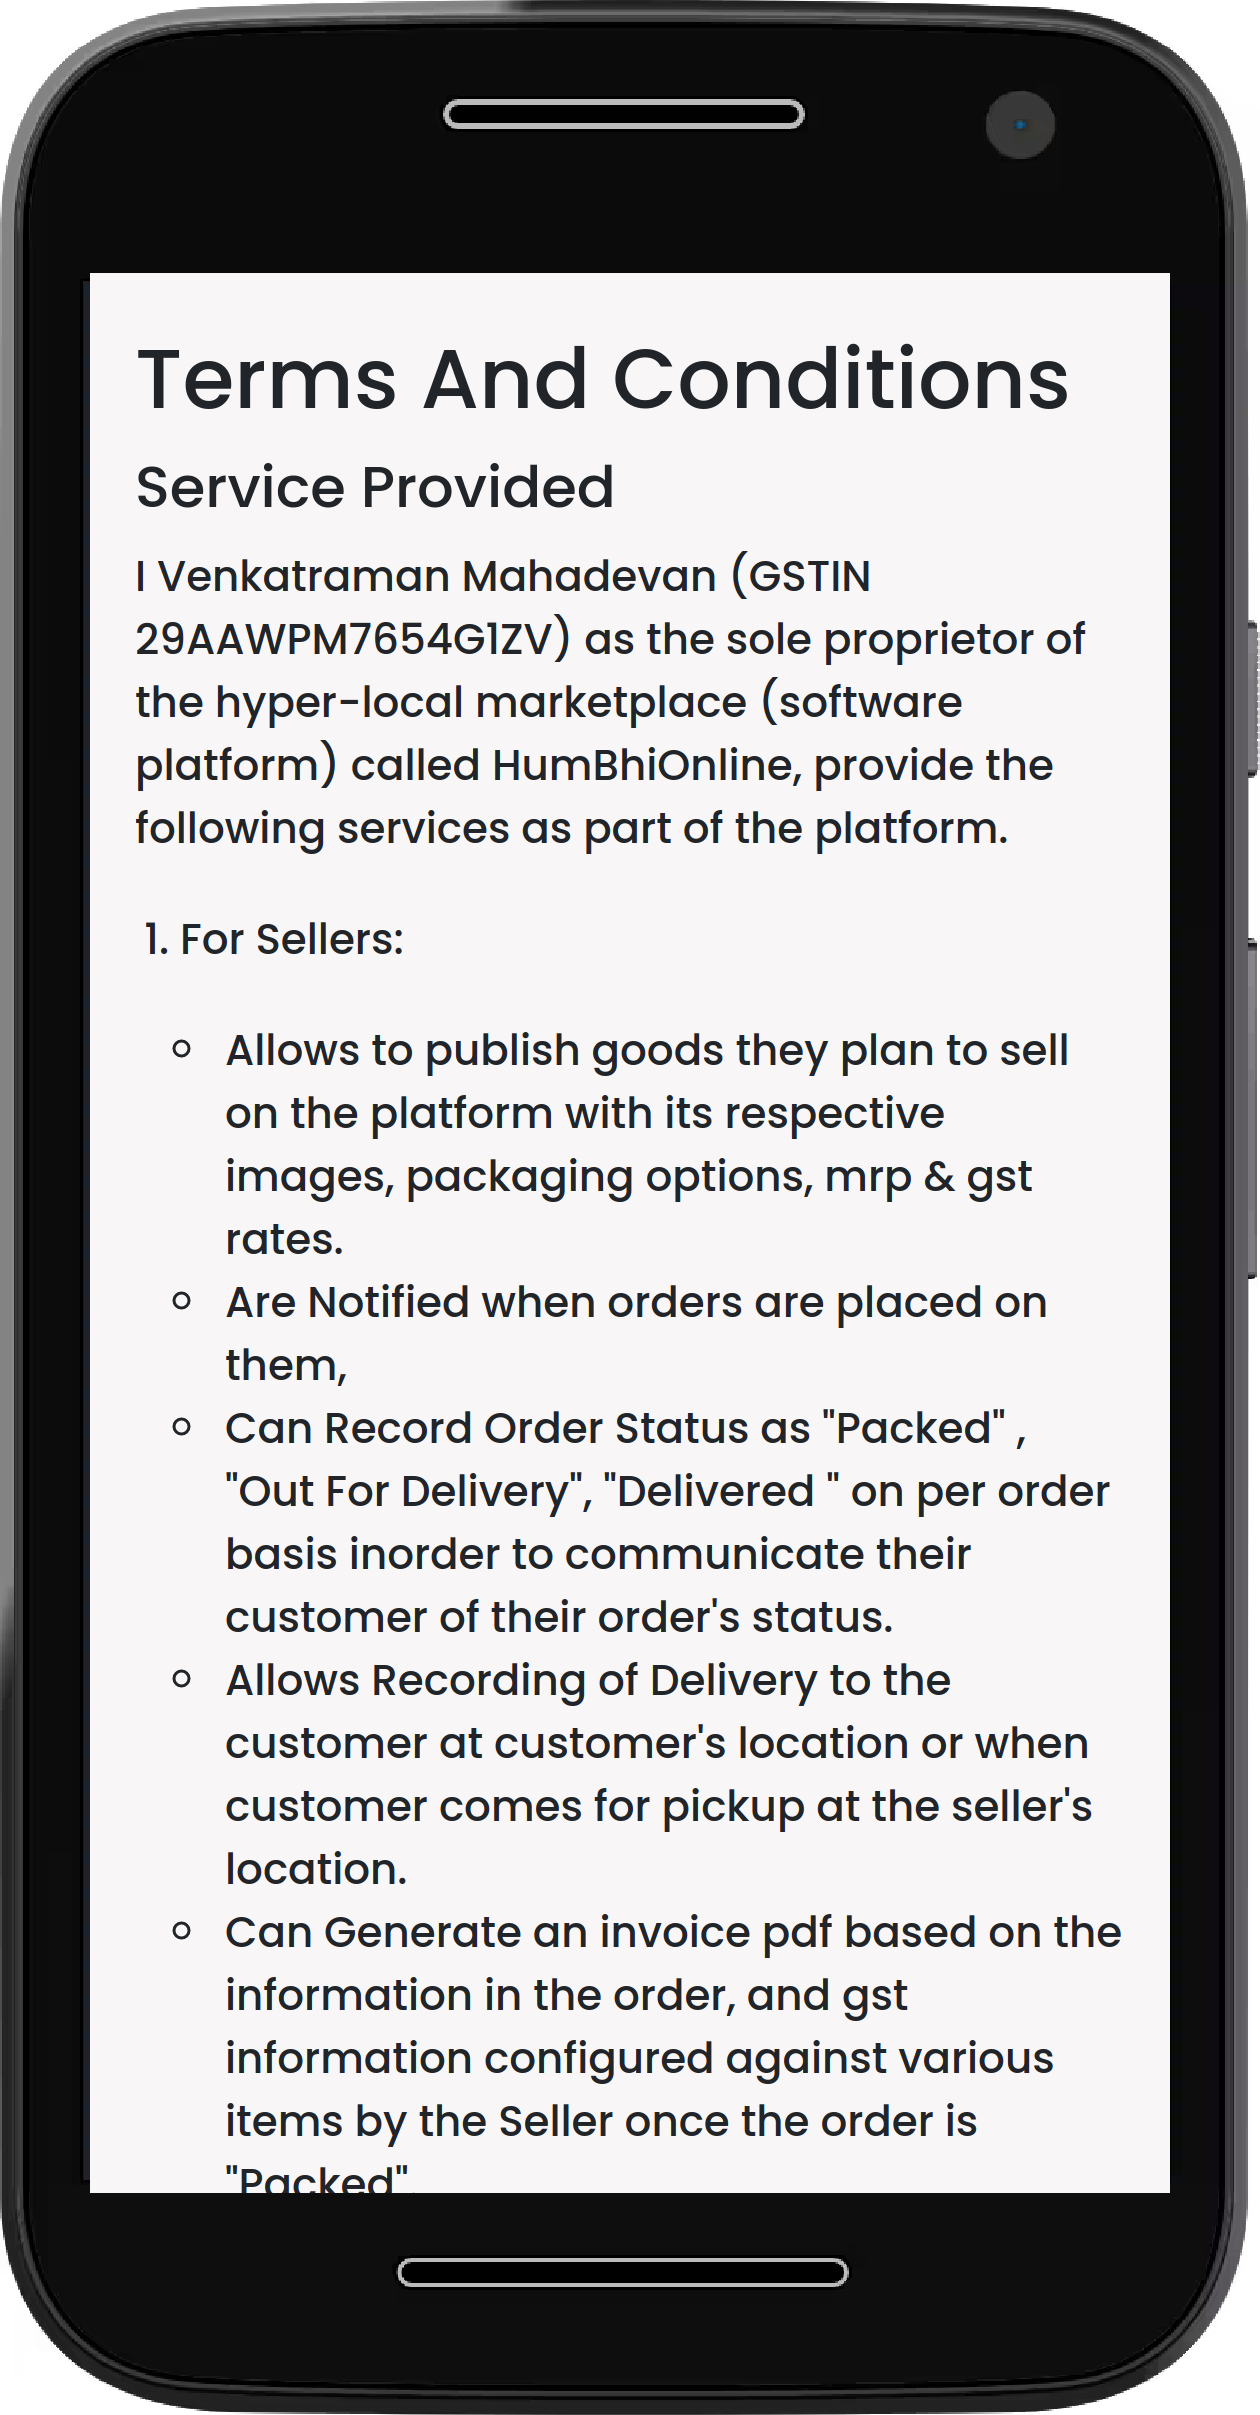 Terms And Conditions
Service Provided
I Venkatraman Mahadevan (GSTIN
29AAWPM7654G1ZV) as the sole proprietor of
the hyper-local marketplace (software
platform) called HumBhiOnline, provide the
following services as part of the platform.
1. For Sellers:
Allows to publish goods they plan to sell
on the platform with its respective
images, packaging options, mrp & gst
rates.
Are Notified when orders are placed on
them,
Can Record Order Status as "Packed" ,
"Out For Delivery", "Delivered " on per order
basis inorder to communicate their
customer of their order's status.
Allows Recording of Delivery to the
customer at customer's location or when
customer comes for pickup at the seller's
location.
Can Generate an invoice pdf based on the
information in the order, and gst
information configured against various
items by the Seller once the order is
"Packed".